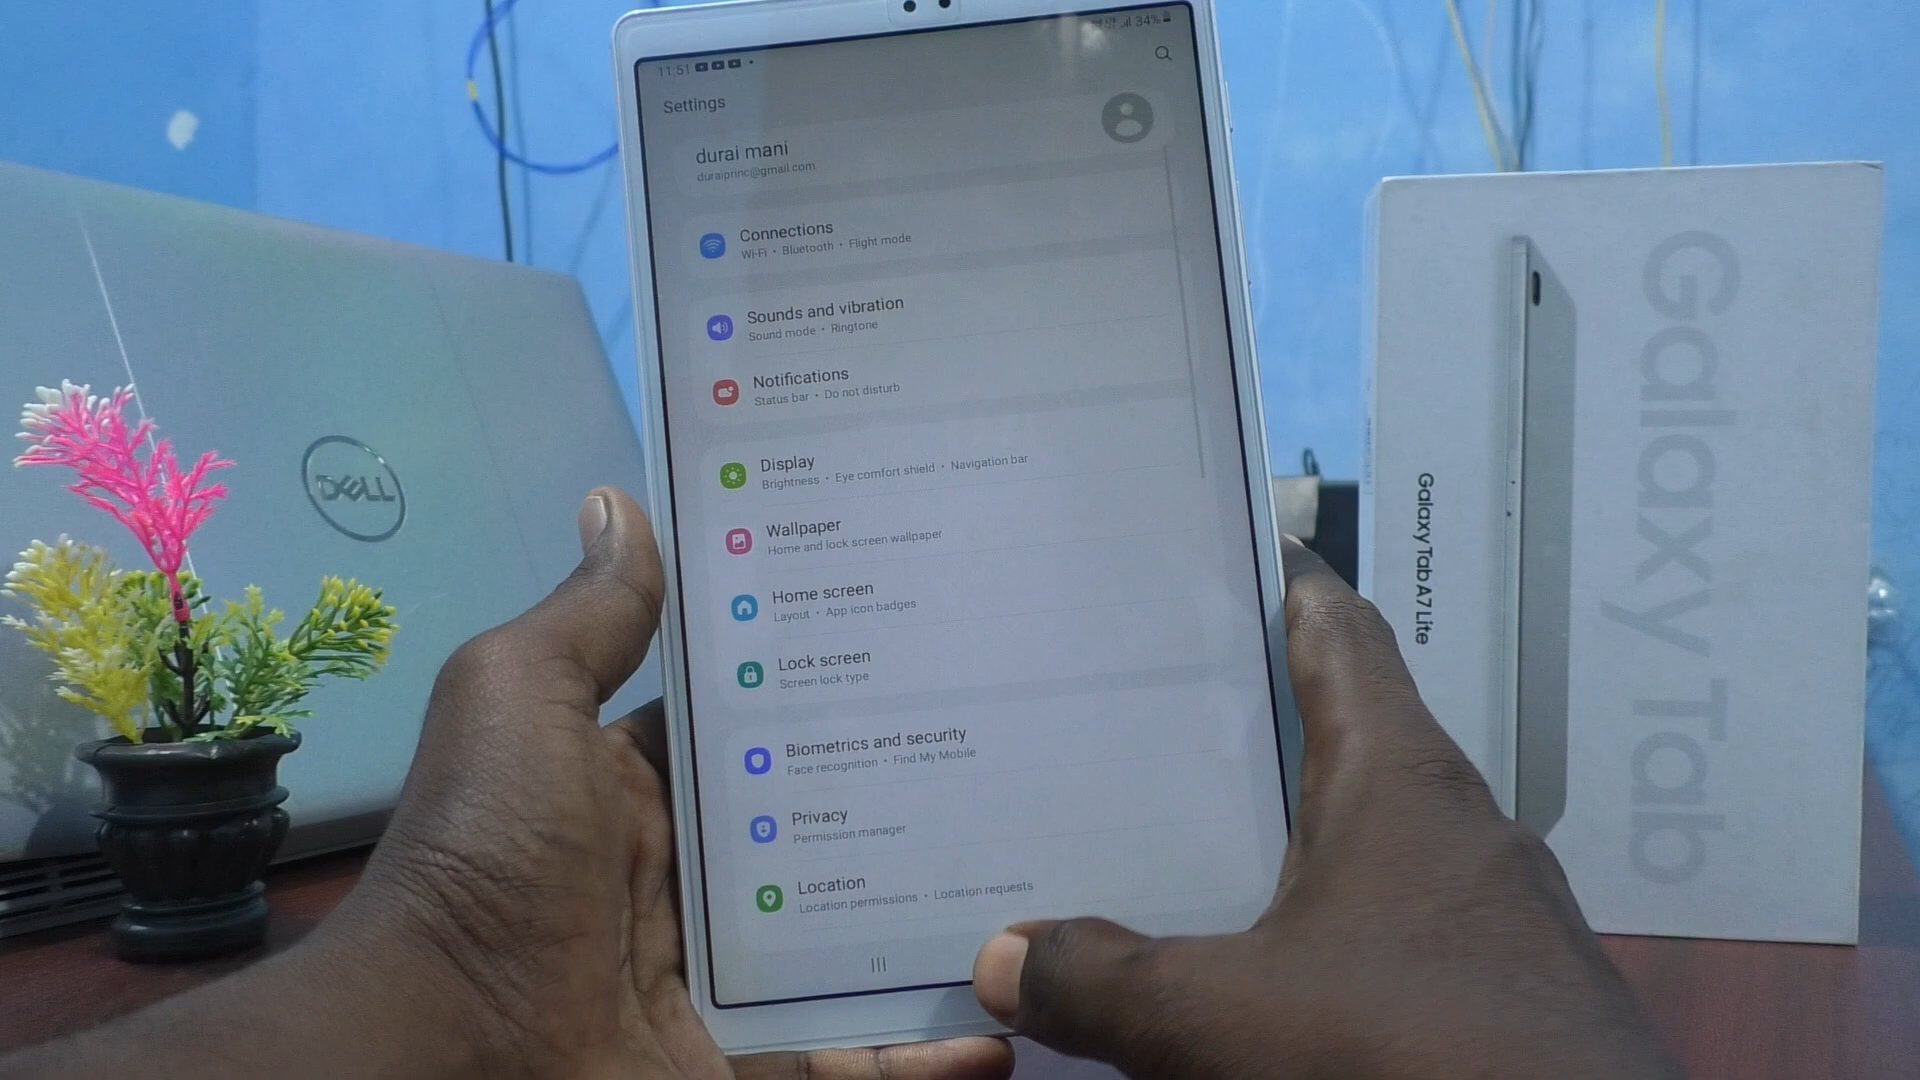 11:51
34%
Settings
durai mani
duraiprinc@gmail.com
Connections
Wi-Fi • Bluetooth • Flight mode
Sounds and vibration
Sound mode • Ringtone
Notifications
Status bar • Do not disturb
Display
Brightness • Eye comfort shield • Navigation bar
Wallpaper
Home and lock screen wallpaper
Home screen
Layout • App icon badges
Lock screen
Screen lock type
Biometrics and security
Face recognition • Find My Mobile
Privacy
Permission manager
Location
Location permissions • Location requests
DELL
Galaxy Tab A7 Lite
Galaxy Tab